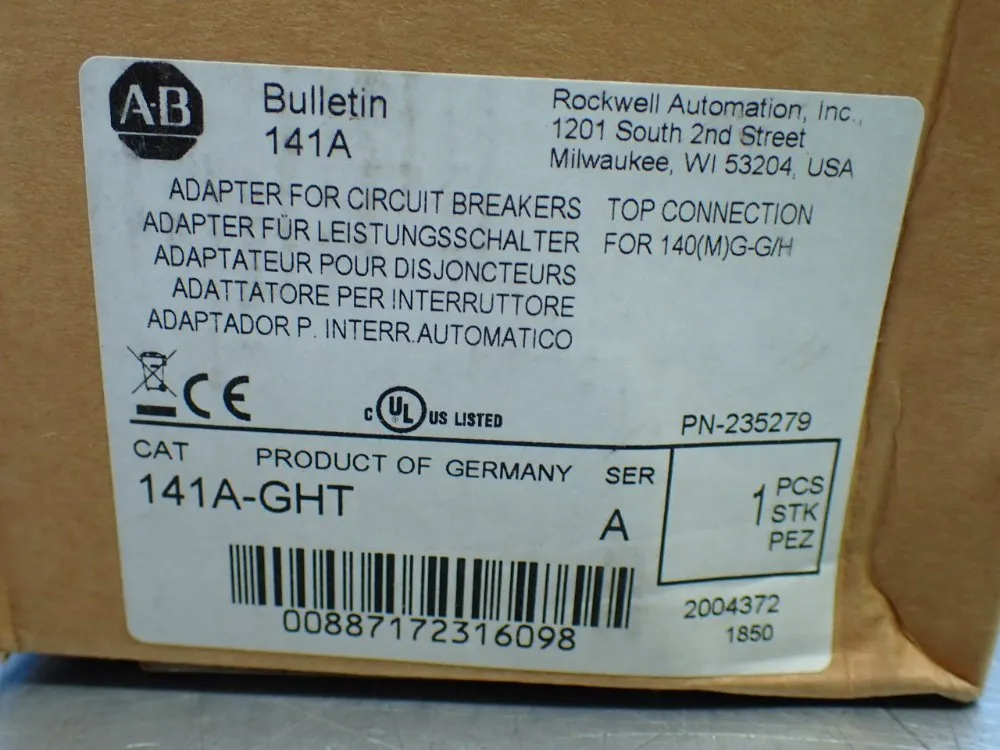 A-B
Bulletin
141A
Rockwell Automation, Inc.,
1201 South 2nd Street
Milwaukee, WI 53204, USA
ADAPTER FOR CIRCUIT BREAKERS
ADAPTER FÜR LEISTUNGSSCHALTER
ADAPTATEUR POUR DISJONCTEURS
ADATTATORE PER INTERRUTTORE
ADAPTADOR P. INTERR.AUTOMATICO
TOP CONNECTION
FOR 140(M)G-G/H
CE
C UL US LISTED
PN-235279
CAT
PRODUCT OF GERMANY
SER
141A-GHT
A
1 PCS
STK
PEZ
00887172316098
2004372
1850